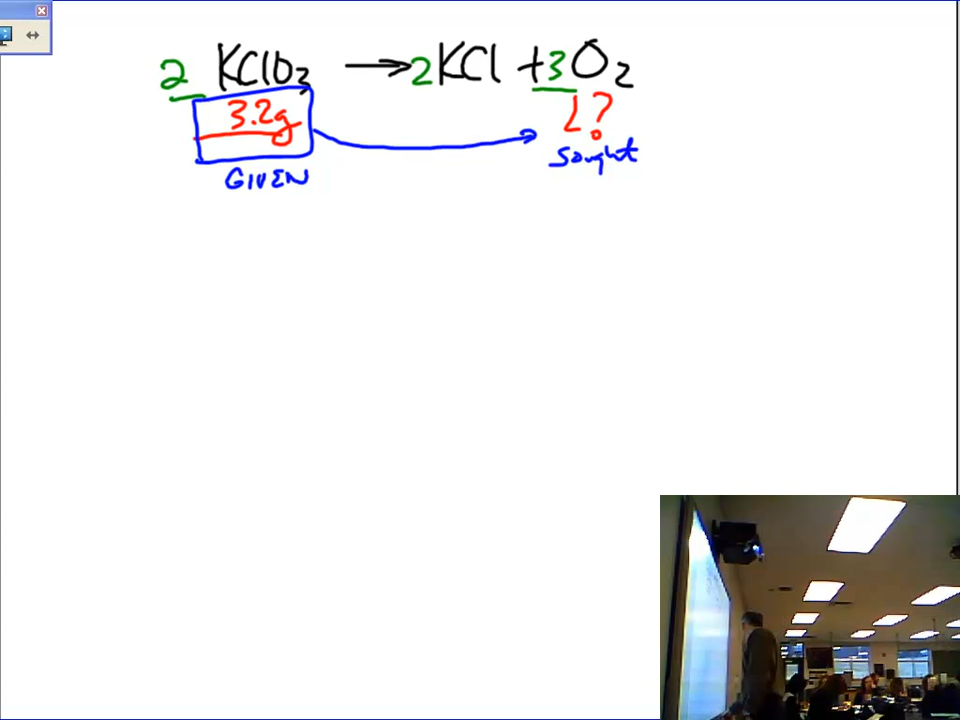 2 KClO₃ → 2KCl + 3O₂
3.2g L?
GIVEN Sought